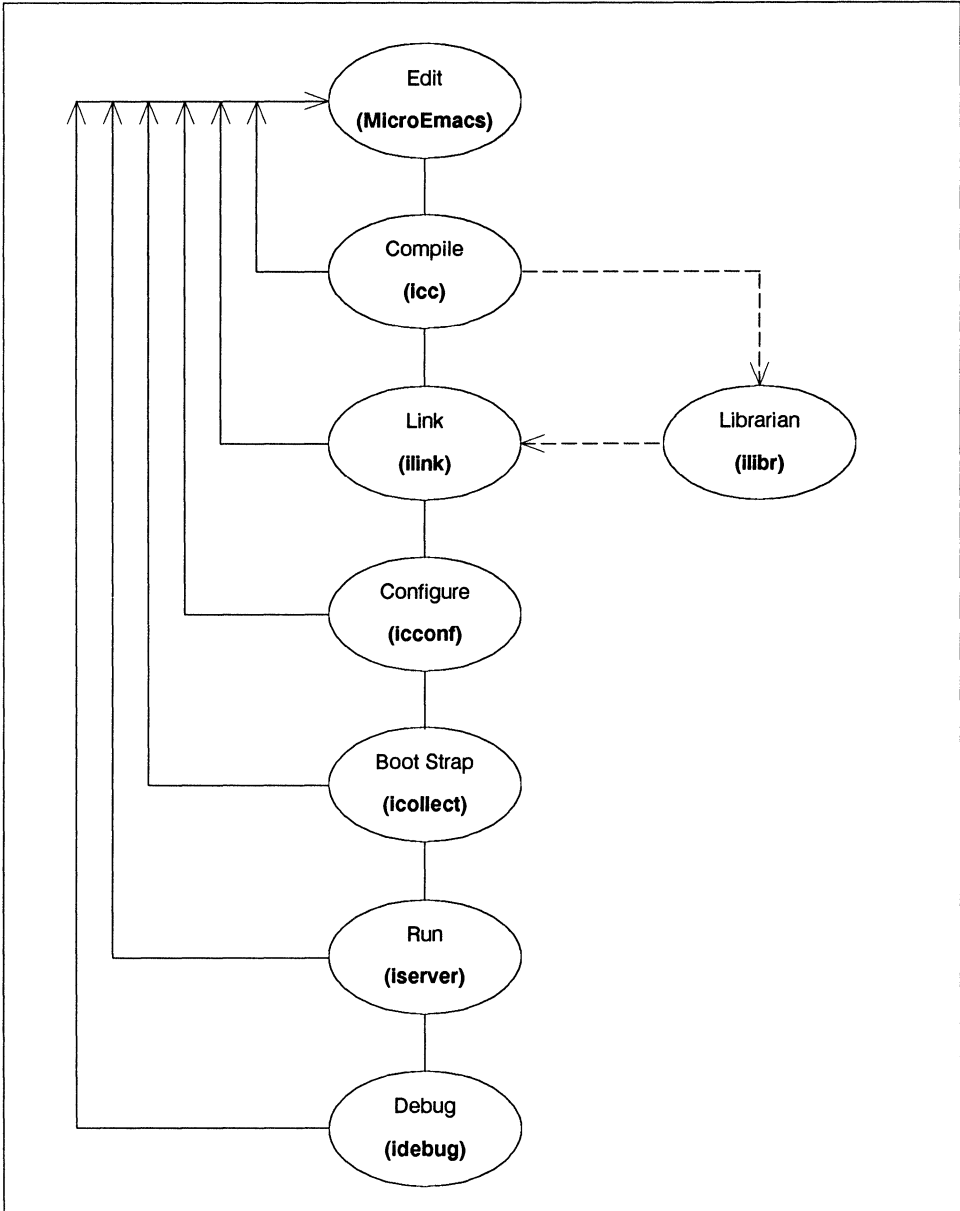 Edit
(MicroEmacs)
Compile
(icc)
Link
(ilink)
Librarian
(ilibr)
Configure
(icconf)
Boot Strap
(icollect)
Run
(iserver)
Debug
(idebug)